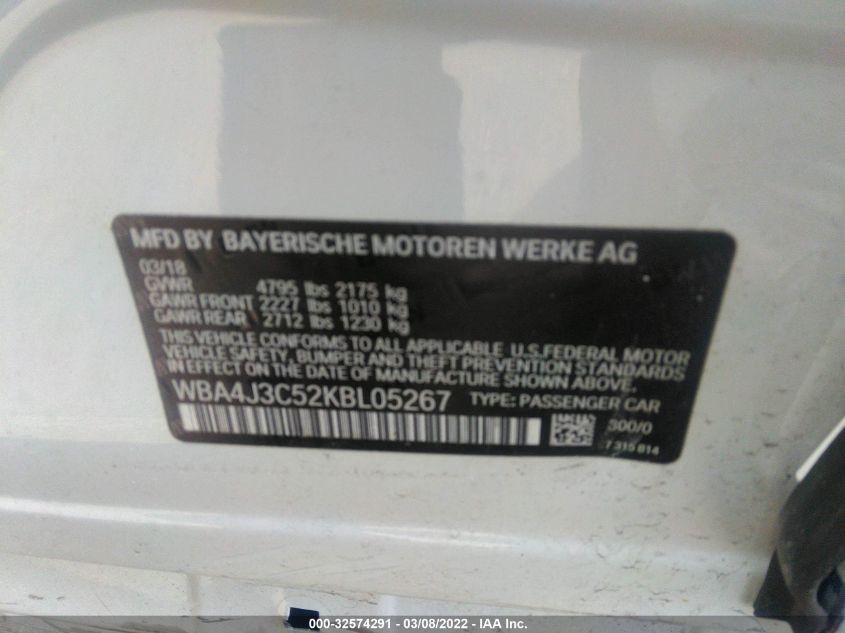 MFD BY BAYERISCHE MOTOREN WERKE AG
03/18
GVWR 4795 lbs 2175 kg
GAWR FRONT 2227 lbs 1010 kg
GAWR REAR 2712 lbs 1230 kg
THIS VEHICLE CONFORMS TO ALL APPLICABLE U.S.FEDERAL MOTOR
VEHICLE SAFETY, BUMPER AND THEFT PREVENTION STANDARDS
IN EFFECT ON THE DATE OF MANUFACTURE SHOWN ABOVE.
WBA4J3C52KBL05267 TYPE: PASSENGER CAR
300/0
7 315 814
000-32574291 - 03/08/2022 - IAA Inc.